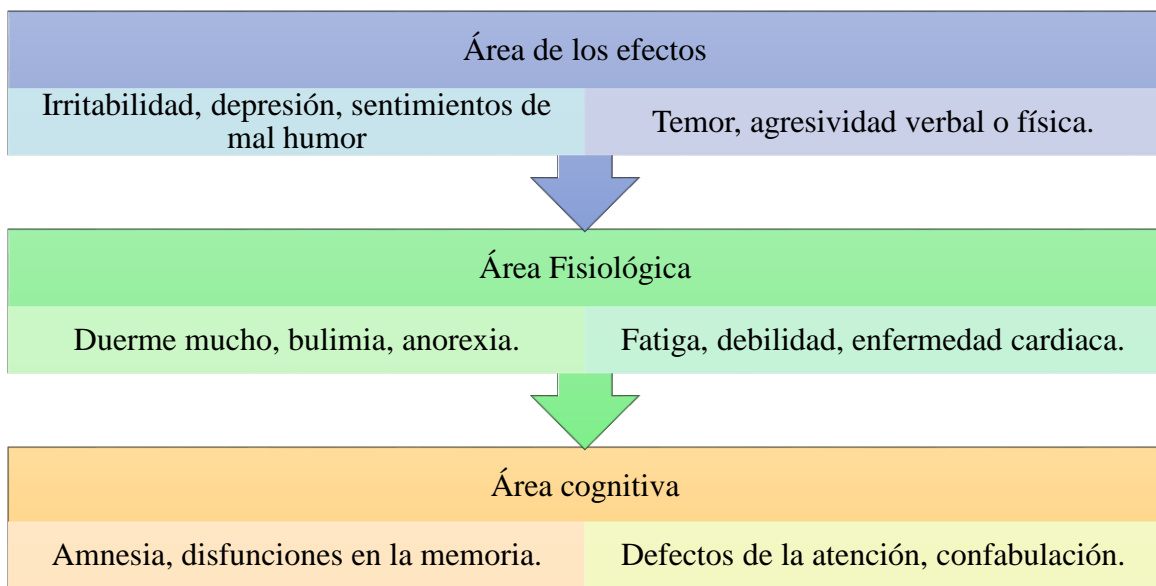 Área de los efectos
Irritabilidad, depresión, sentimientos de
mal humor
Temor, agresividad verbal o física.
Área Fisiológica
Duerme mucho, bulimia, anorexia.
Fatiga, debilidad, enfermedad cardiaca.
Área cognitiva
Amnesia, disfunciones en la memoria.
Defectos de la atención, confabulación.